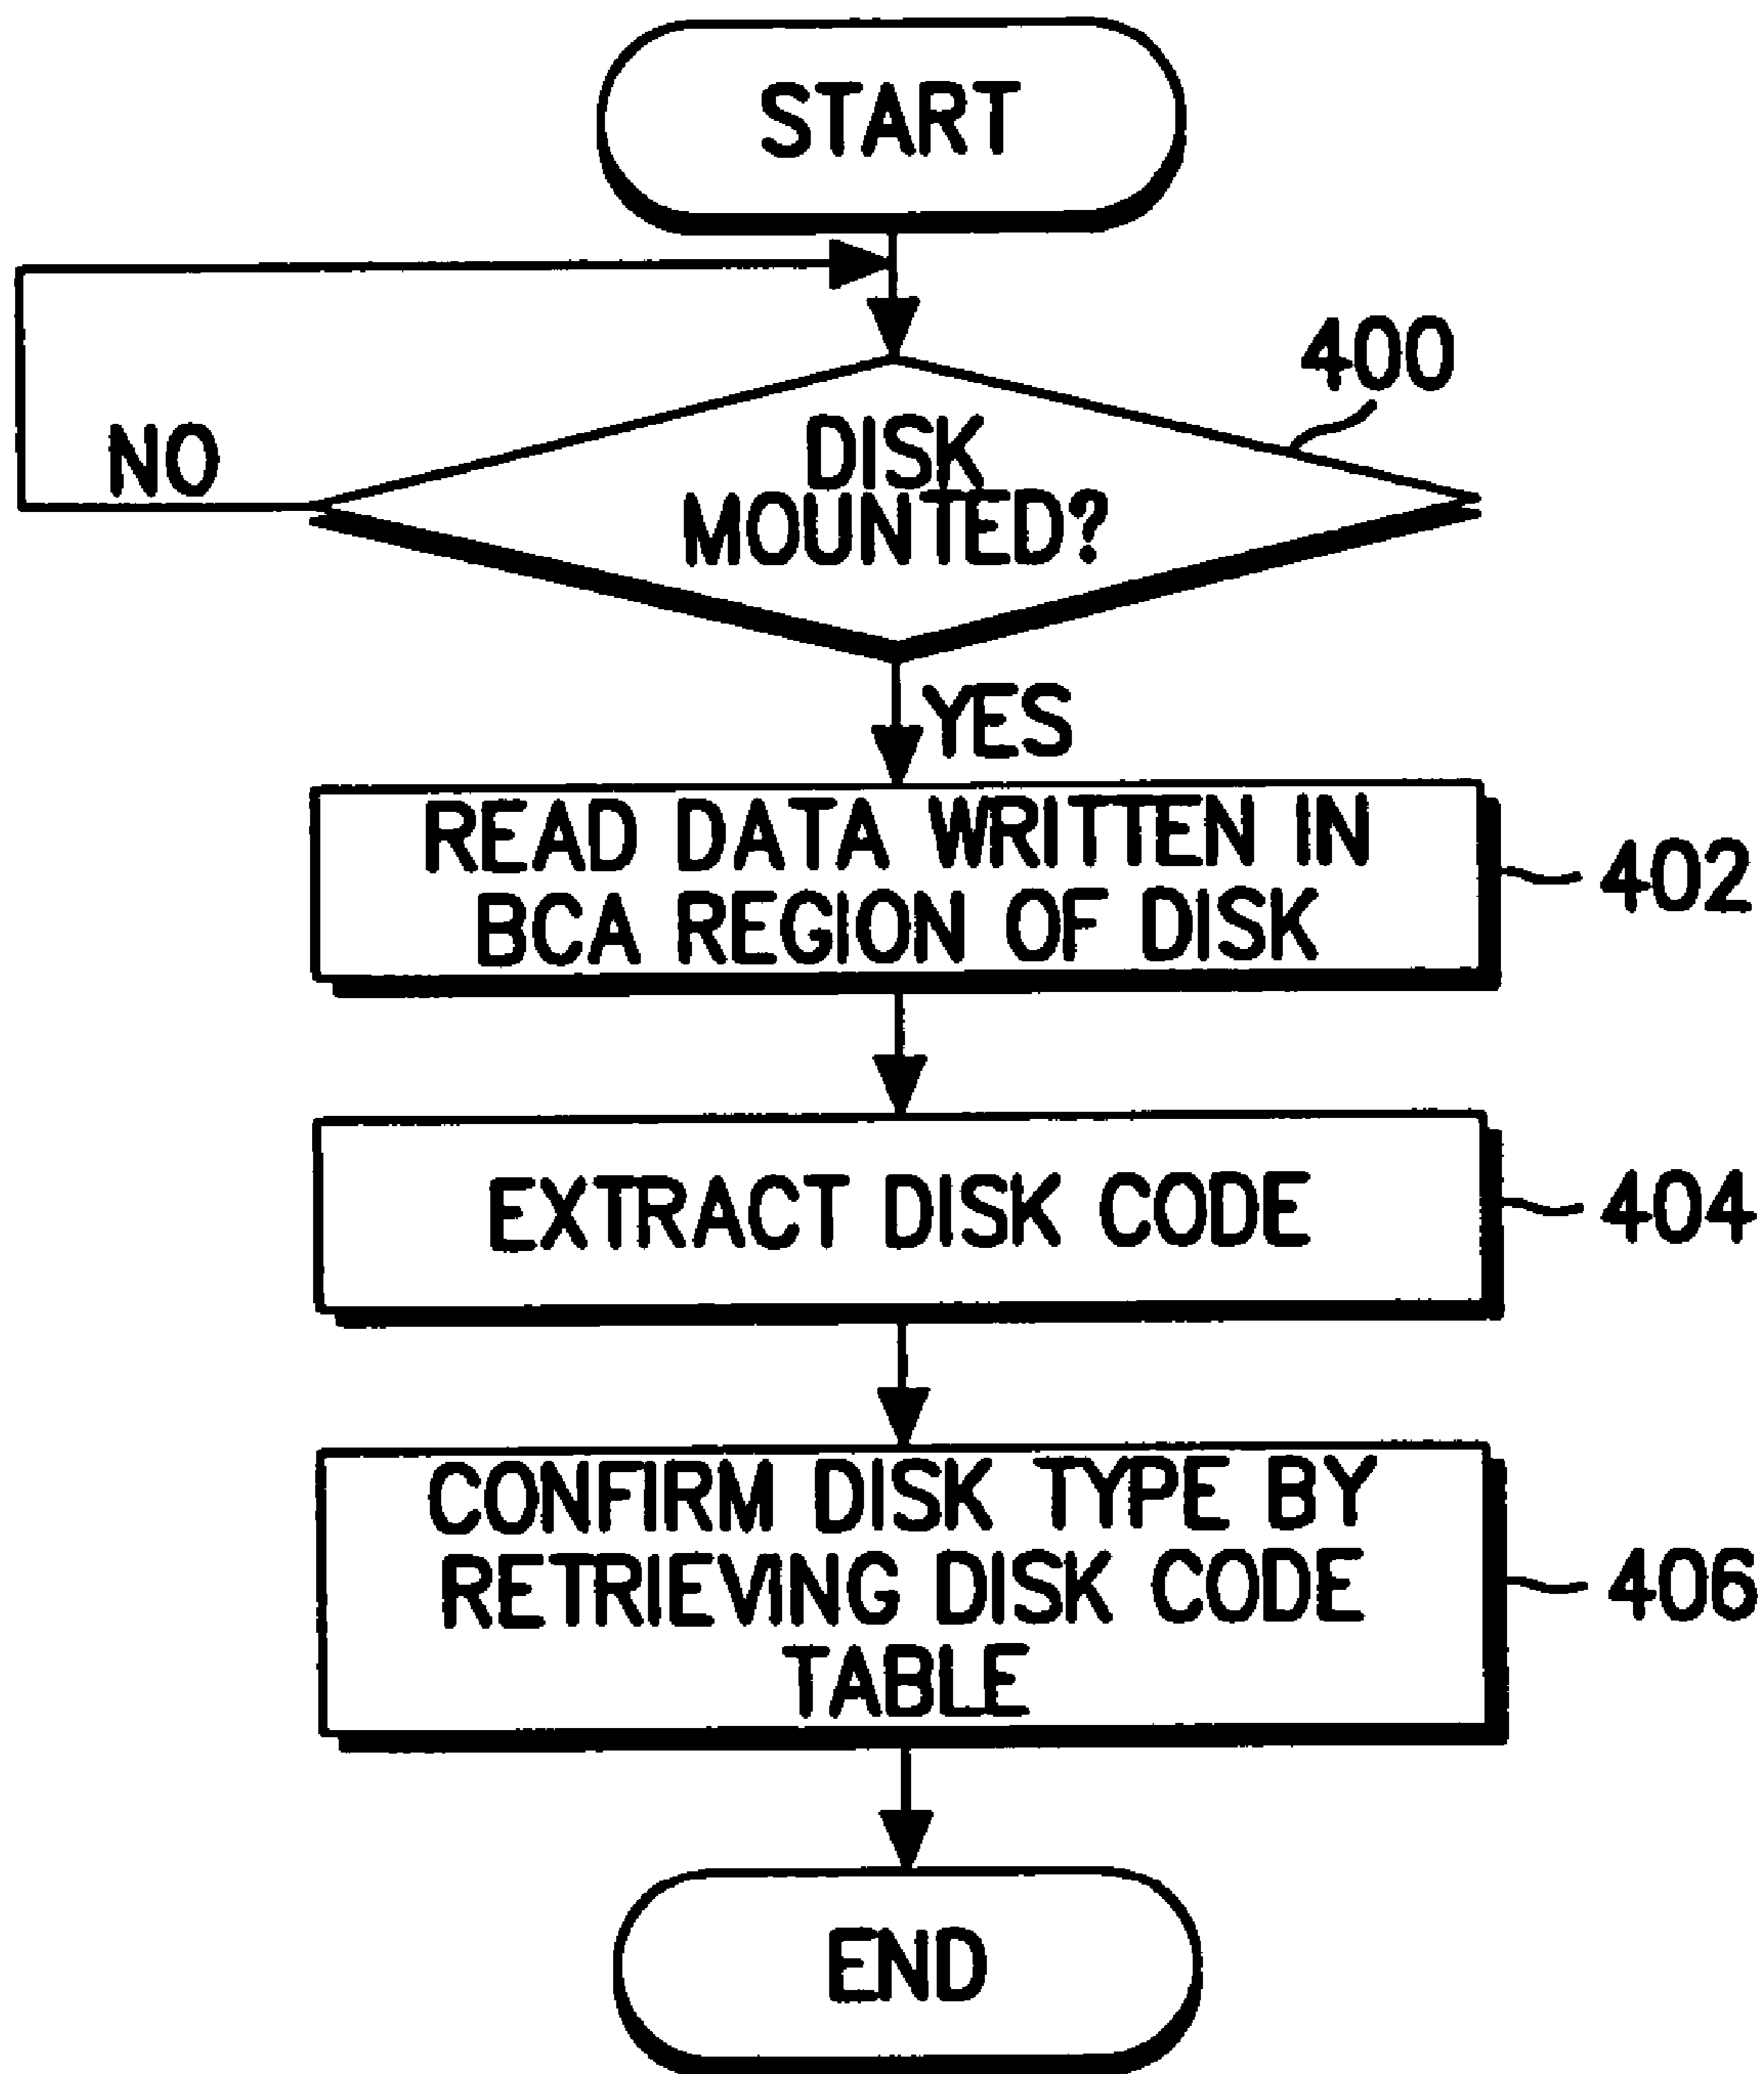 START
400
NO
DISK
MOUNTED?
YES
READ DATA WRITTEN IN
BCA REGION OF DISK
402
EXTRACT DISK CODE
404
CONFIRM DISK TYPE BY
RETRIEVING DISK CODE
TABLE
406
END